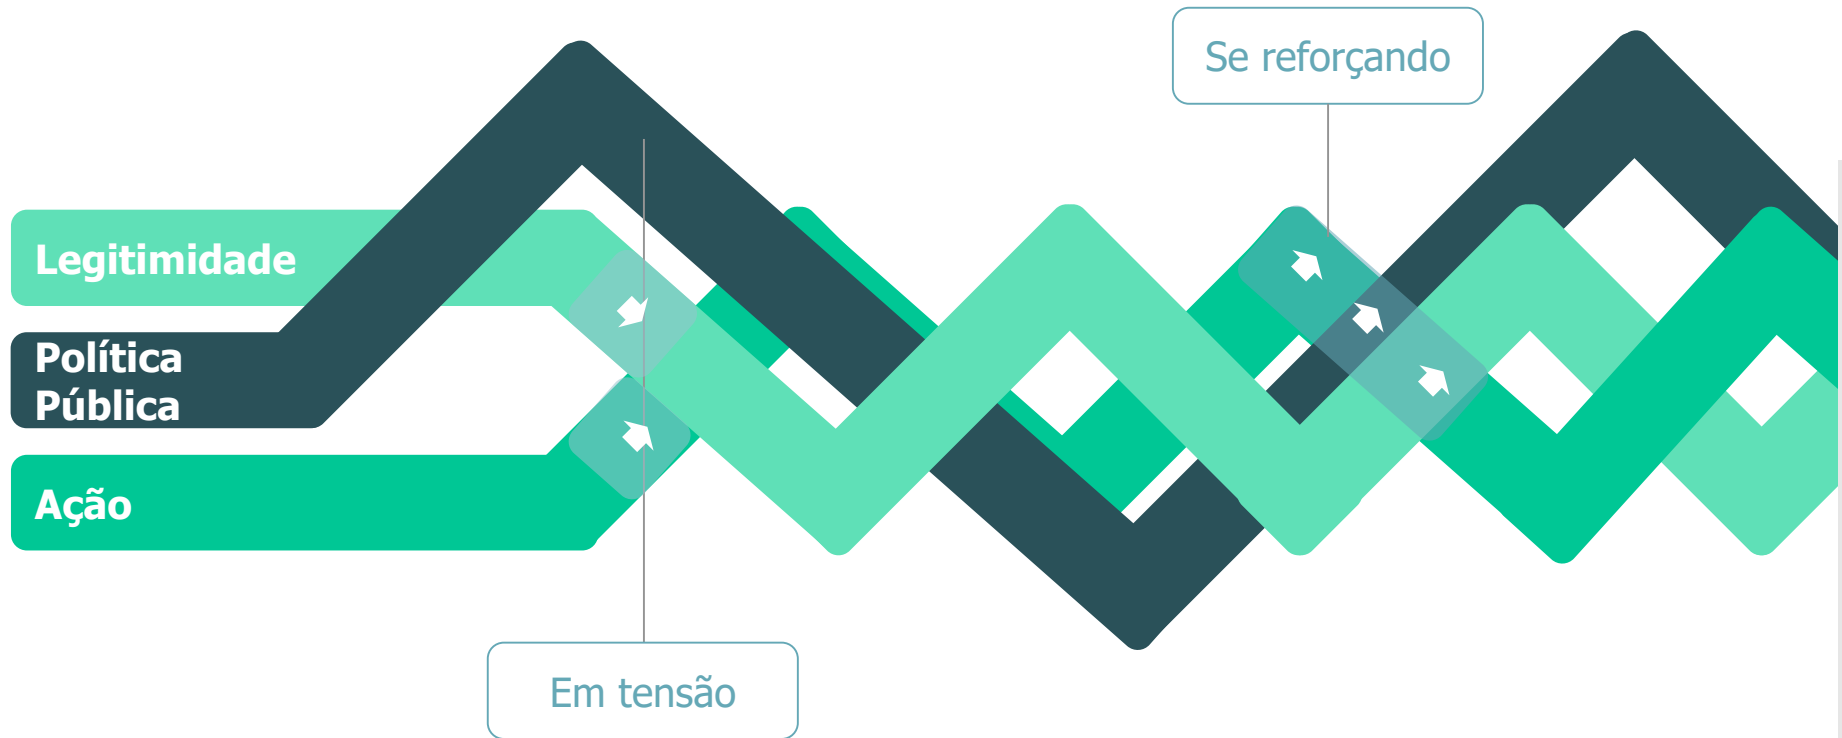 Se reforçando
Legitimidade
Política
Pública
Ação
Em tensão